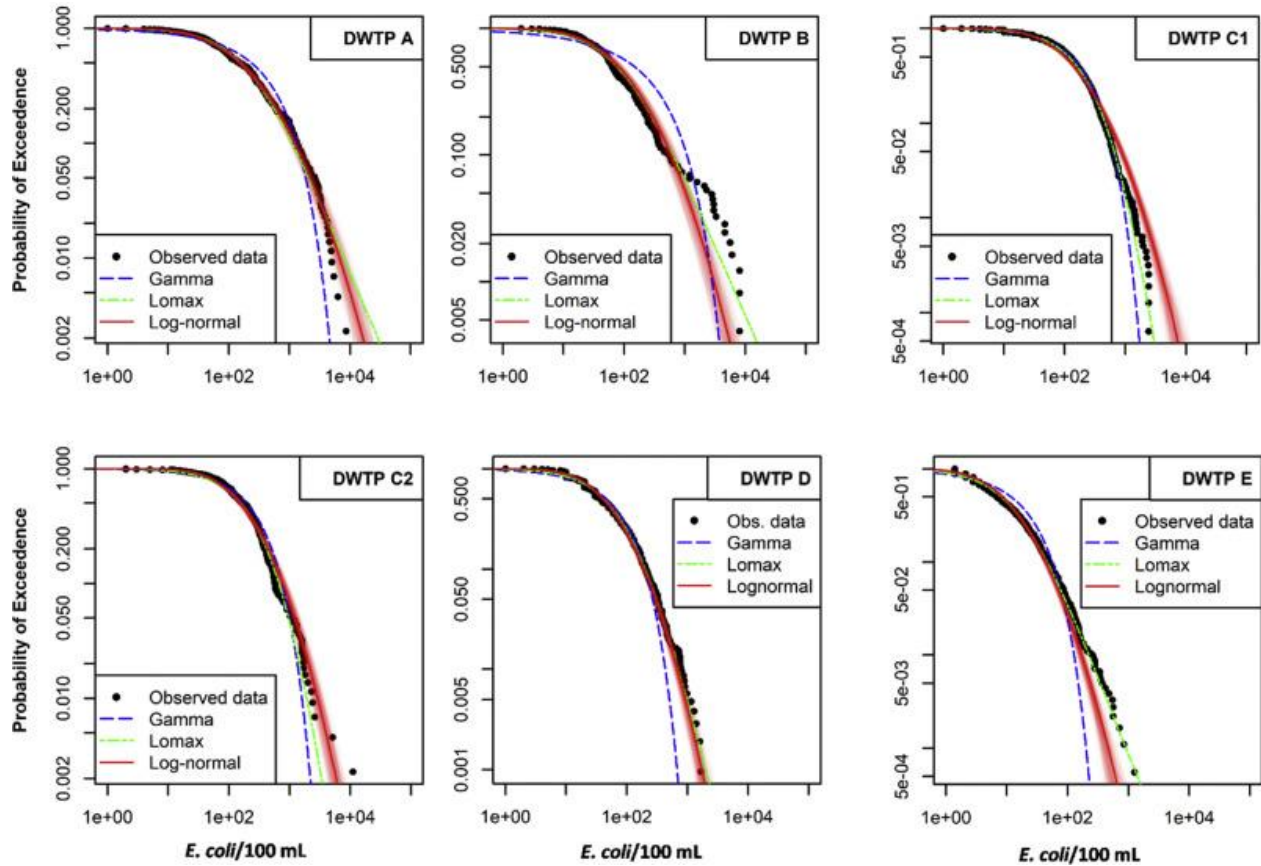 Probability of Exceedence
1.000
0.200
0.050
0.010
0.002
DWTP A
Observed data
Gamma
Lomax
Log-normal
1e+00
1e+02
1e+04
0.500
0.100
0.020
0.005
DWTP B
Observed data
Gamma
Lomax
Log-normal
1e+00
1e+02
1e+04
5e-01
5e-02
5e-03
5e-04
DWTP C1
Observed data
Gamma
Lomax
Log-normal
1e+00
1e+02
1e+04
Probability of Exceedence
1.000
0.200
0.050
0.010
0.002
DWTP C2
Observed data
Gamma
Lomax
Log-normal
1e+00
1e+02
1e+04
E. coli/100 mL
0.500
0.050
0.005
0.001
DWTP D
Obs. data
Gamma
Lomax
Lognormal
1e+00
1e+02
1e+04
E. coli/100 mL
5e-01
5e-02
5e-03
5e-04
DWTP E
Observed data
Gamma
Lomax
Lognormal
1e+00
1e+02
1e+04
E. coli/100 mL